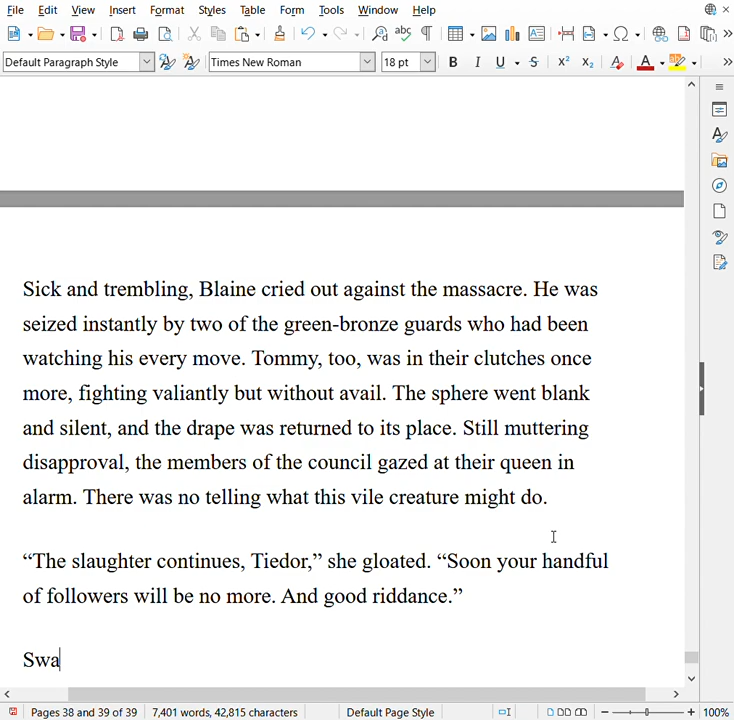 File Edit View Insert Format Styles Table Form Tools Window Help
Default Paragraph Style Times New Roman 18 pt
Sick and trembling, Blaine cried out against the massacre. He was
seized instantly by two of the green-bronze guards who had been
watching his every move. Tommy, too, was in their clutches once
more, fighting valiantly but without avail. The sphere went blank
and silent, and the drape was returned to its place. Still muttering
disapproval, the members of the council gazed at their queen in
alarm. There was no telling what this vile creature might do.
“The slaughter continues, Tiedor,” she gloated. “Soon your handful
of followers will be no more. And good riddance.”
Swa
Pages 38 and 39 of 39 7,401 words, 42,815 characters Default Page Style 100%